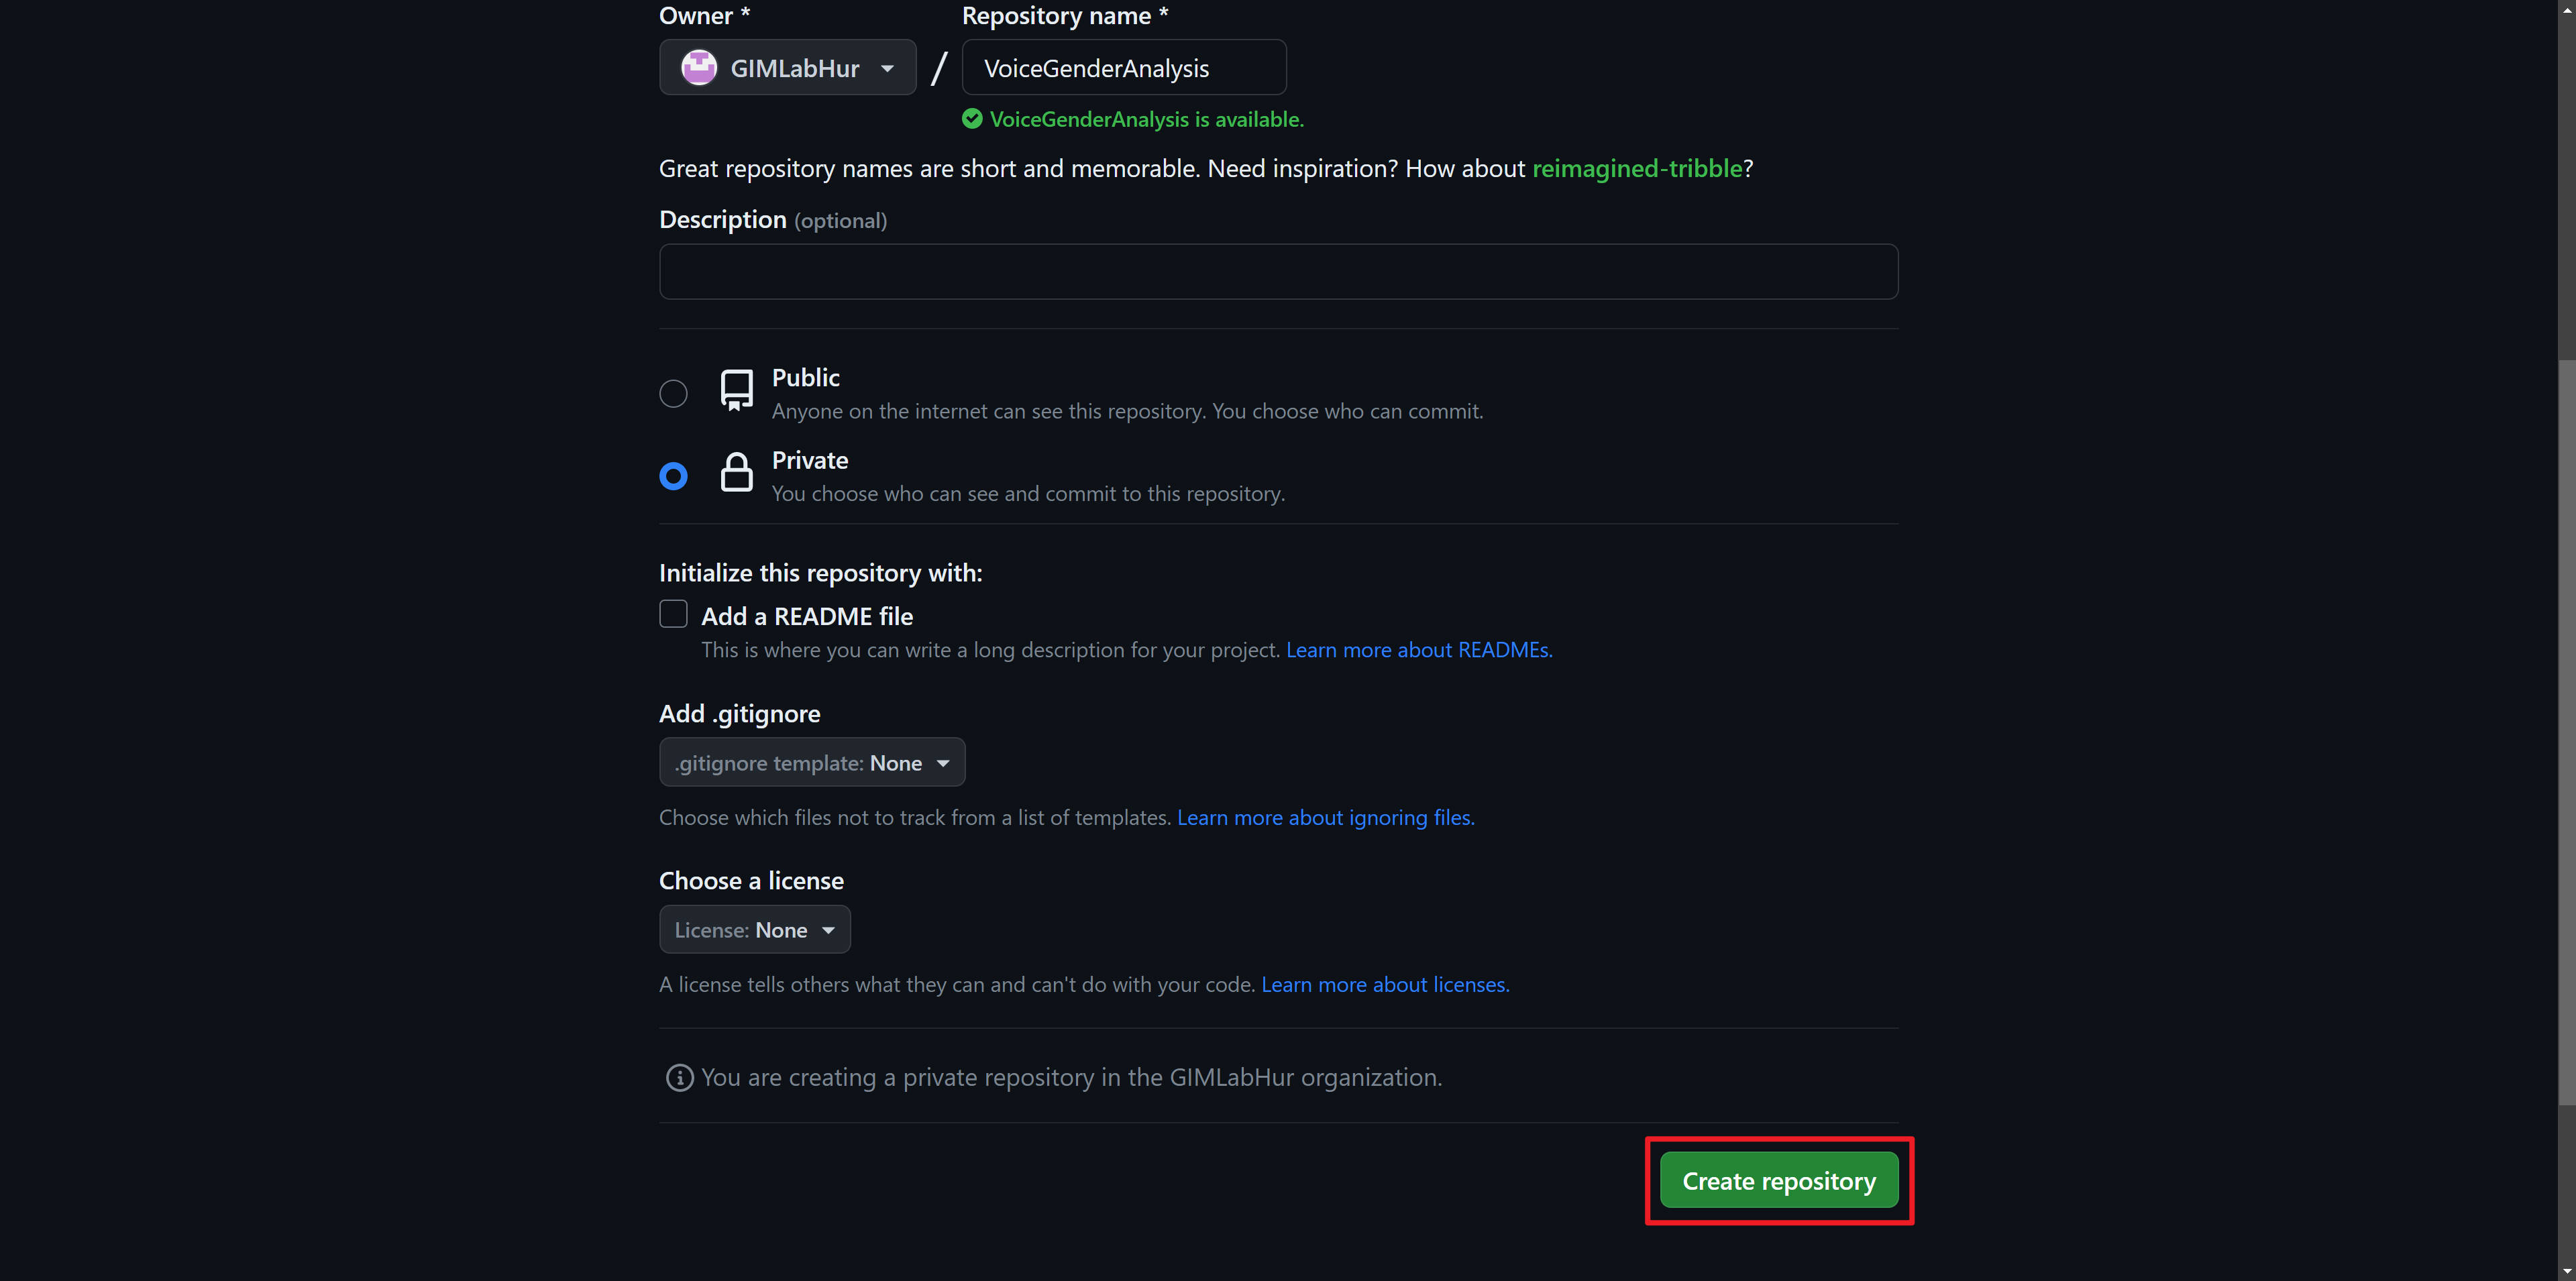 Owner *
Repository name *
GIMLabHur
/
VoiceGenderAnalysis
VoiceGenderAnalysis is available.
Great repository names are short and memorable. Need inspiration? How about reimagined-tribble?
Description (optional)
Public
Anyone on the internet can see this repository. You choose who can commit.
Private
You choose who can see and commit to this repository.
Initialize this repository with:
Add a README file
This is where you can write a long description for your project. Learn more about READMEs.
Add .gitignore
.gitignore template: None
Choose which files not to track from a list of templates. Learn more about ignoring files.
Choose a license
License: None
A license tells others what they can and can't do with your code. Learn more about licenses.
You are creating a private repository in the GIMLabHur organization.
Create repository